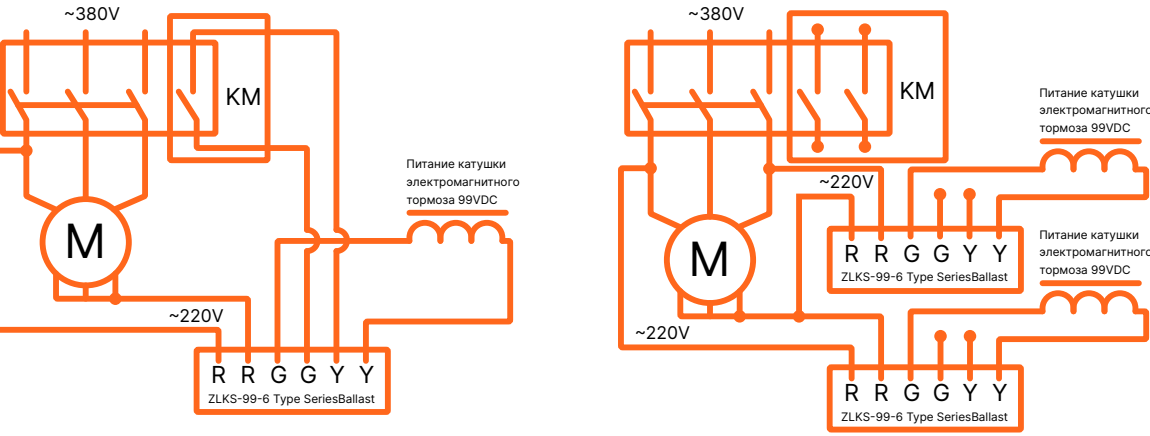 ~380V
KM
Питание катушки
электромагнитного
тормоза 99VDC
M
~220V
R R G G Y Y
ZLKS-99-6 Type SeriesBallast
~380V
KM
Питание катушки
электромагнитного
тормоза 99VDC
~220V
M
R R G G Y Y
ZLKS-99-6 Type SeriesBallast
Питание катушки
электромагнитного
тормоза 99VDC
~220V
R R G G Y Y
ZLKS-99-6 Type SeriesBallast